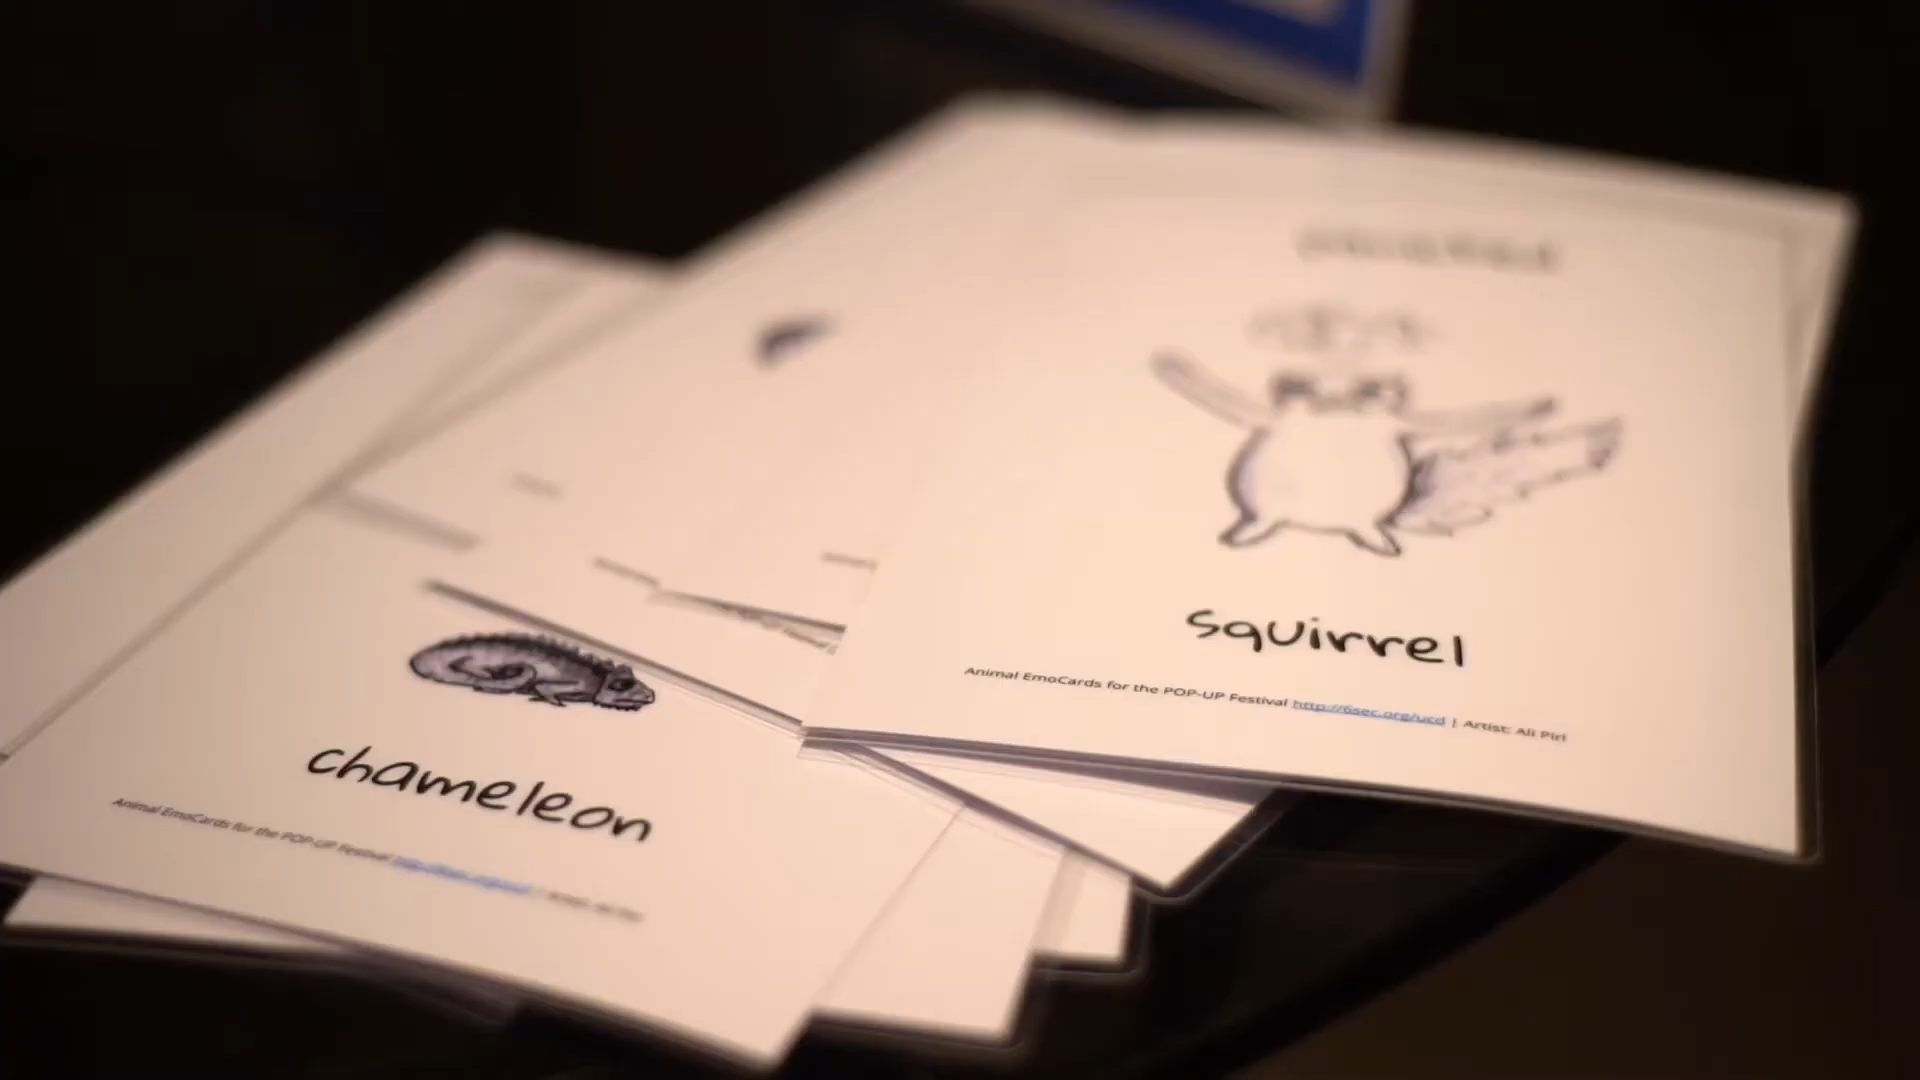 squirrel
Animal EmoCards for the POP-UP Festival http://6sec.org/ucd | Artist: Ali Pirl
chameleon
Animal EmoCards for the POP-UP Festival